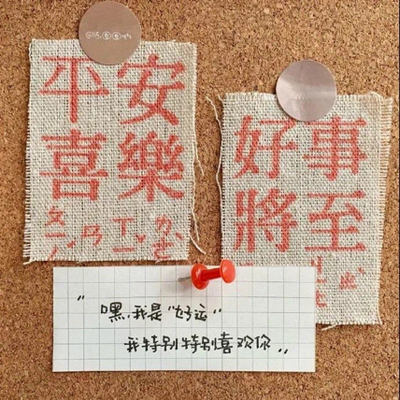 平安
喜樂
好事
將至
"嘿,我是"好运"
我特别特别喜欢你"